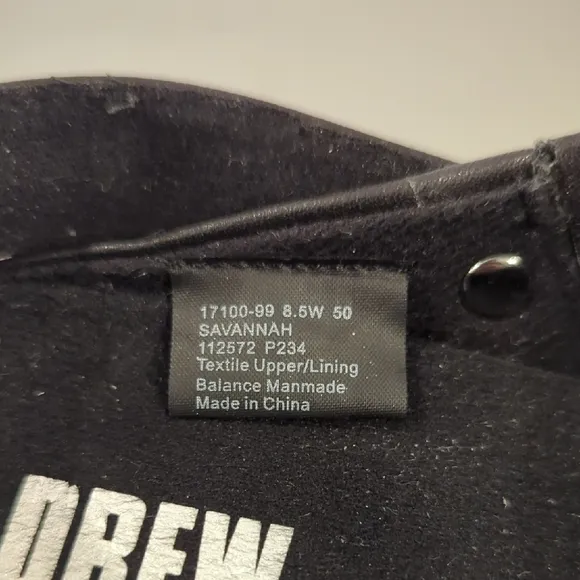 17100-99 8.5W 50
SAVANNAH
112572 P234
Textile Upper/Lining
Balance Manmade
Made in China
DREW